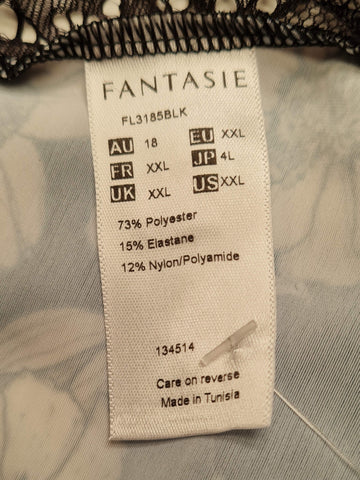 FANTASIE
FL3185BLK
AU 18 EU XXL
FR XXL JP 4L
UK XXL US XXL
73% Polyester
15% Elastane
12% Nylon/Polyamide
134514
Care on reverse
Made in Tunisia